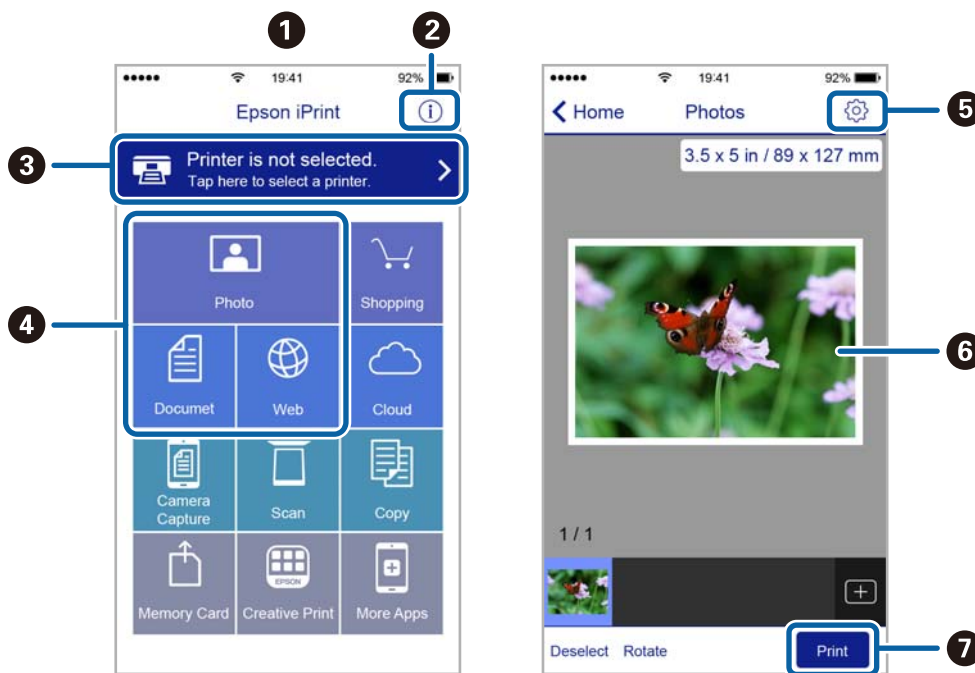 1
2
19:41
92%
Epson iPrint
i
3
Printer is not selected.
Tap here to select a printer.
4
Photo
Shopping
Documet
Web
Cloud
Camera
Capture
Scan
Copy
EPSON
Memory Card
Creative Print
More Apps
19:41
92%
Home
Photos
5
3.5 x 5 in / 89 x 127 mm
6
1 / 1
Deselect
Rotate
Print
7